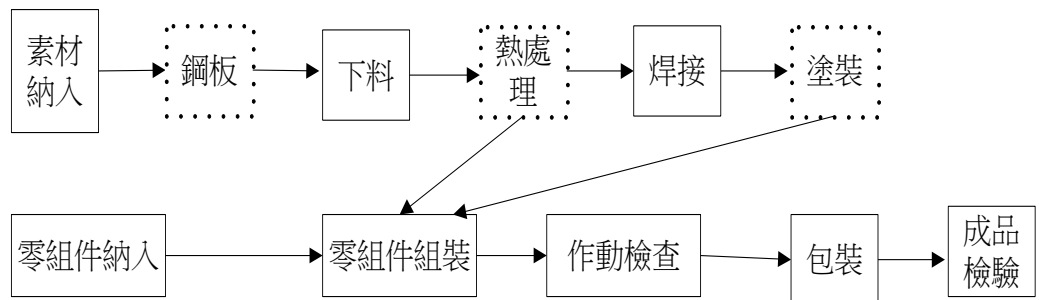 素材
納入
鋼板
下料
熱處
理
焊接
塗裝
零組件納入
零組件組裝
作動檢查
包裝
成品
檢驗